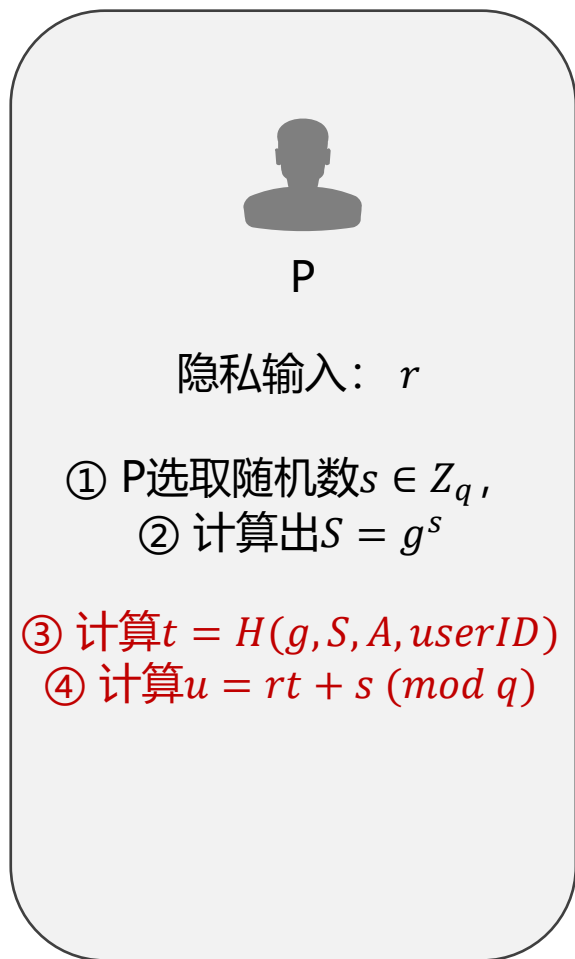 P
隐私输入： r
① P选取随机数s ∈ Z_q，
② 计算出S = g^s
③ 计算t = H(g, S, A, userID)
④ 计算u = rt + s (mod q)